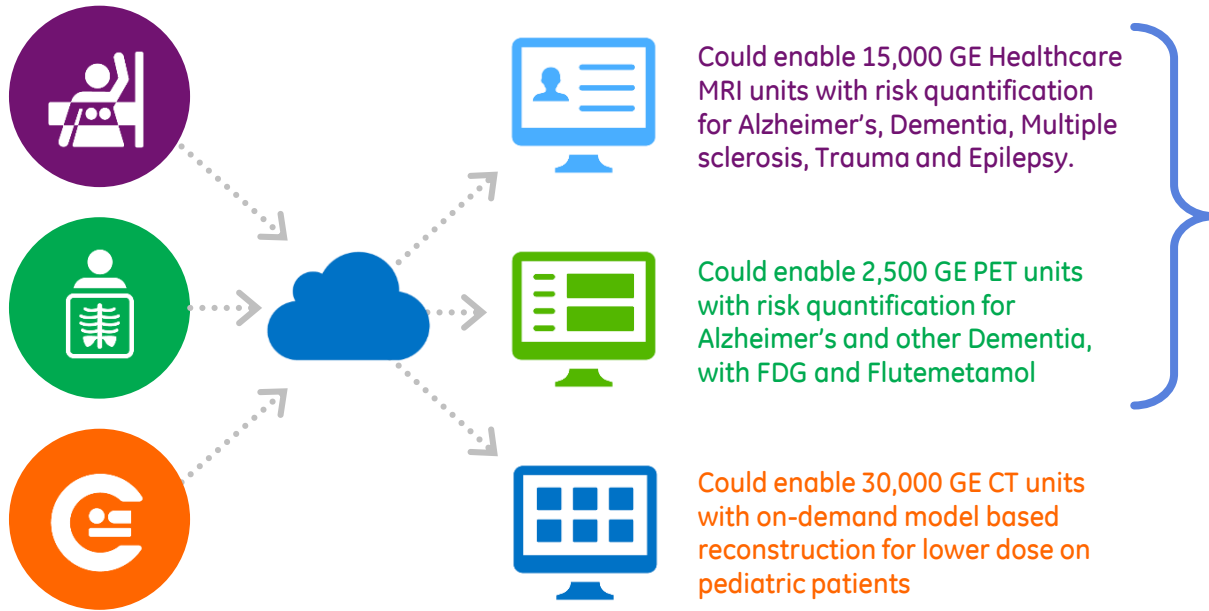 Could enable 15,000 GE Healthcare
MRI units with risk quantification
for Alzheimer's, Dementia, Multiple
sclerosis, Trauma and Epilepsy.
Could enable 2,500 GE PET units
with risk quantification for
Alzheimer's and other Dementia,
with FDG and Flutemetamol
Could enable 30,000 GE CT units
with on-demand model based
reconstruction for lower dose on
pediatric patients